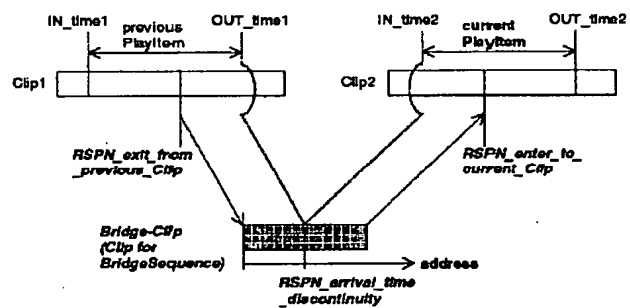 IN_time1
previous
PlayItem
OUT_time1
IN_time2
current
PlayItem
OUT_time2
Clip1
Clip2
RSPN_exit_from
_previous_Clip
RSPN_enter_to_
current_Clip
Bridge-Clip
(Clip for
BridgeSequence)
address
RSPN_arrival_time
_discontinuity